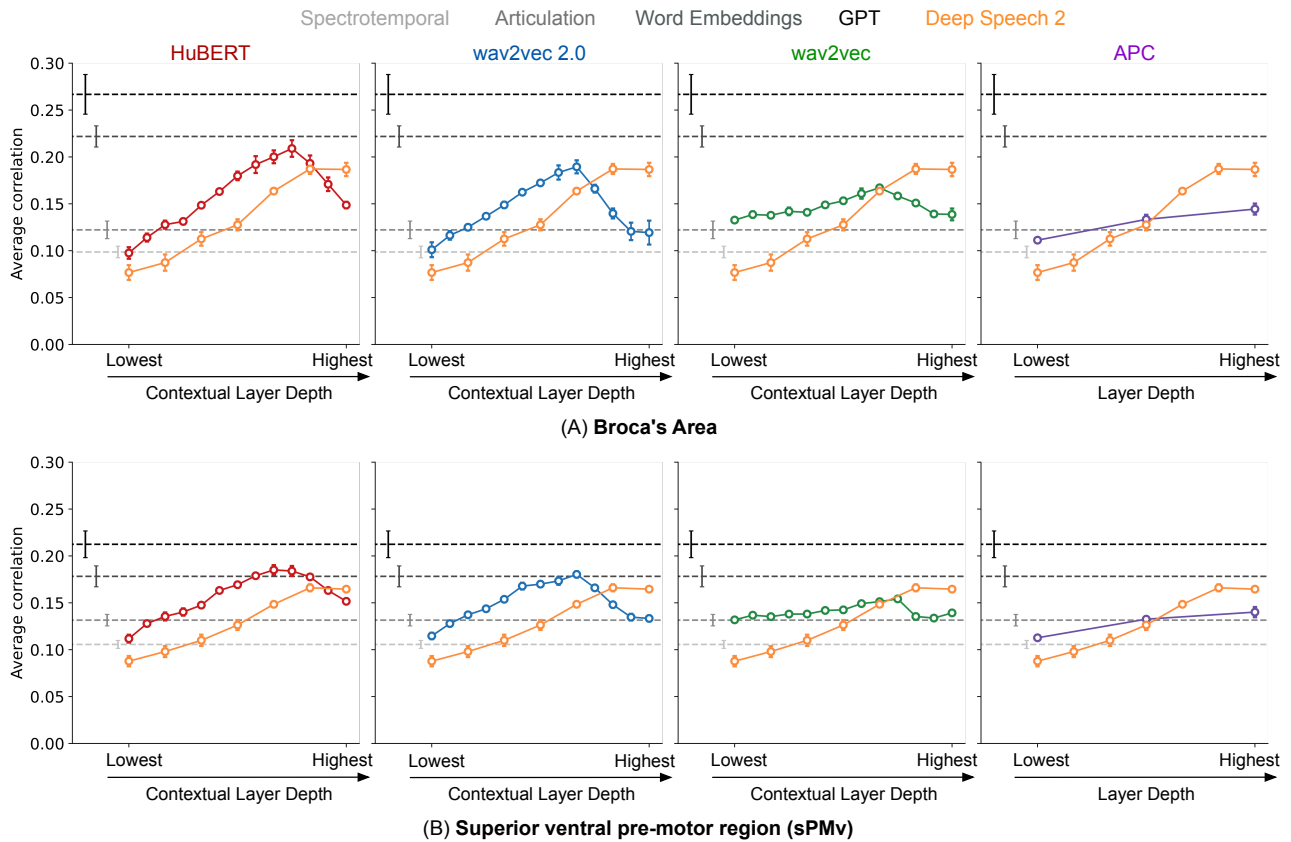 Spectrotemporal Articulation Word Embeddings GPT Deep Speech 2
HuBERT wav2vec 2.0 wav2vec APC
0.30
0.25
0.20
0.15
0.10
0.05
0.00
Average correlation
Lowest Highest Lowest Highest Lowest Highest Lowest Highest
Contextual Layer Depth Contextual Layer Depth Contextual Layer Depth Layer Depth
(A) Broca's Area
0.30
0.25
0.20
0.15
0.10
0.05
0.00
Average correlation
Lowest Highest Lowest Highest Lowest Highest Lowest Highest
Contextual Layer Depth Contextual Layer Depth Contextual Layer Depth Layer Depth
(B) Superior ventral pre-motor region (sPMv)